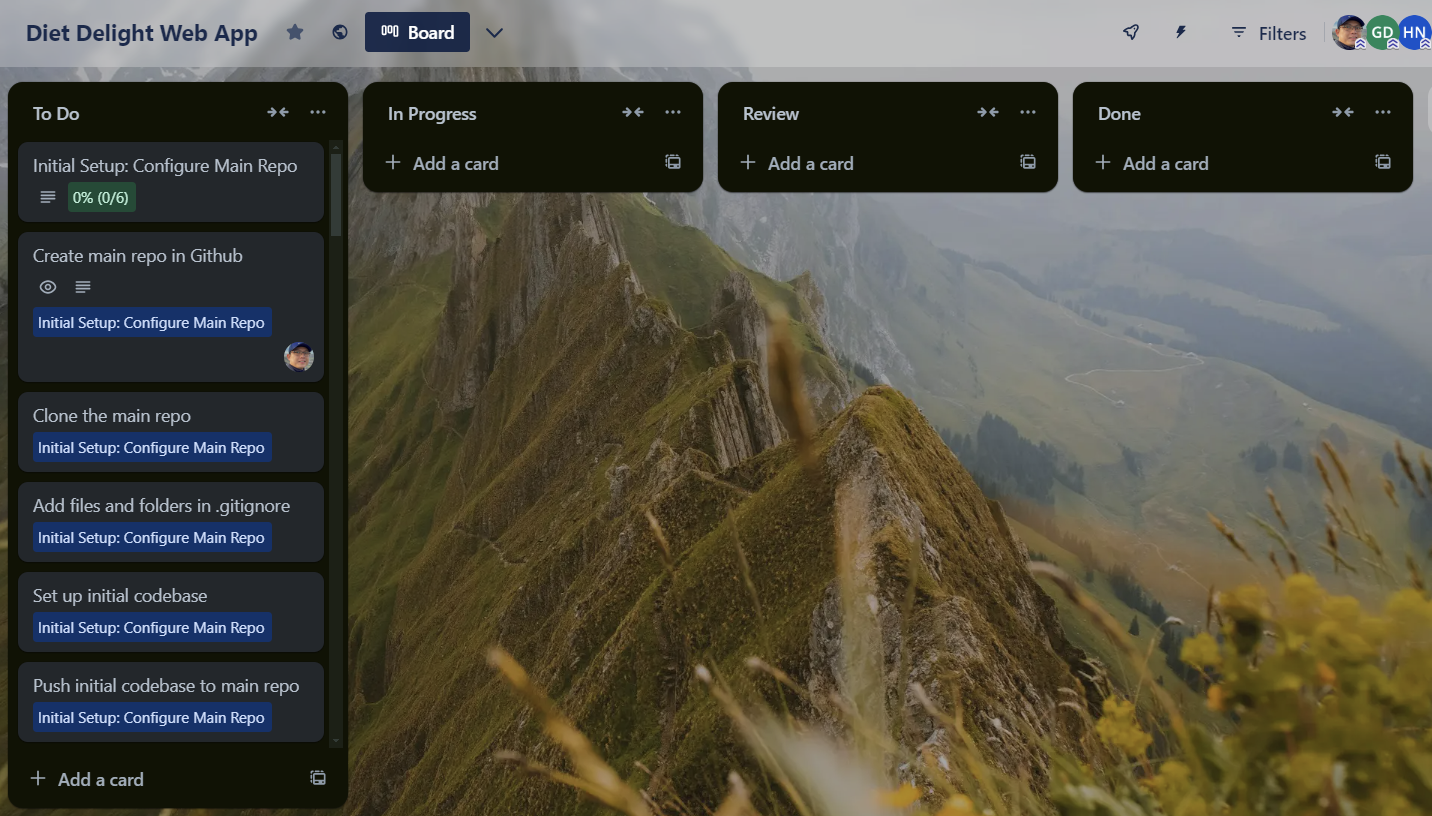 Diet Delight Web App
Board
Filters
GD
HN
To Do
Initial Setup: Configure Main Repo
0% (0/6)
Create main repo in Github
Initial Setup: Configure Main Repo
Clone the main repo
Initial Setup: Configure Main Repo
Add files and folders in .gitignore
Initial Setup: Configure Main Repo
Set up initial codebase
Initial Setup: Configure Main Repo
Push initial codebase to main repo
Initial Setup: Configure Main Repo
Add a card
In Progress
Add a card
Review
Add a card
Done
Add a card